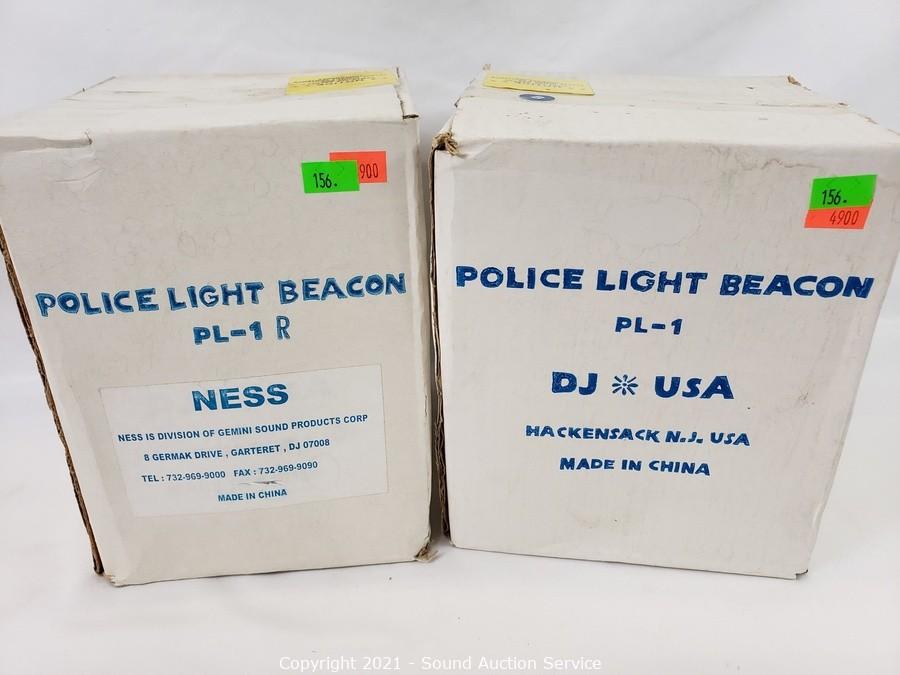 156. 900
POLICE LIGHT BEACON
PL-1 R
NESS
NESS IS DIVISION OF GEMINI SOUND PRODUCTS CORP
8 GERMAK DRIVE , GARTERET , DJ 07008
TEL : 732-969-9000 FAX : 732-969-9090
MADE IN CHINA
156.
4900
POLICE LIGHT BEACON
PL-1
DJ ✲ USA
HACKENSACK N.J. USA
MADE IN CHINA
Copyright 2021 - Sound Auction Service